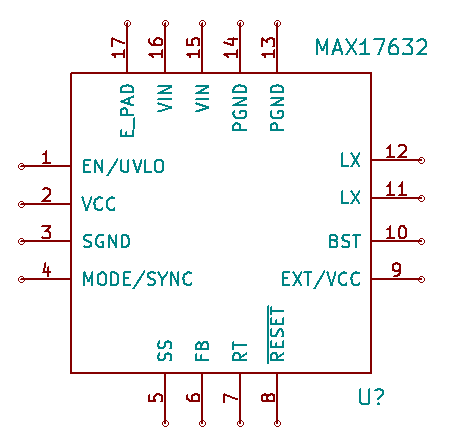 MAX17632
17 16 15 14 13
E_PAD VIN VIN PGND PGND
1 EN/UVLO LX 12
2 VCC LX 11
3 SGND BST 10
4 MODE/SYNC EXT/VCC 9
SS FB RT RESET
5 6 7 8
U?